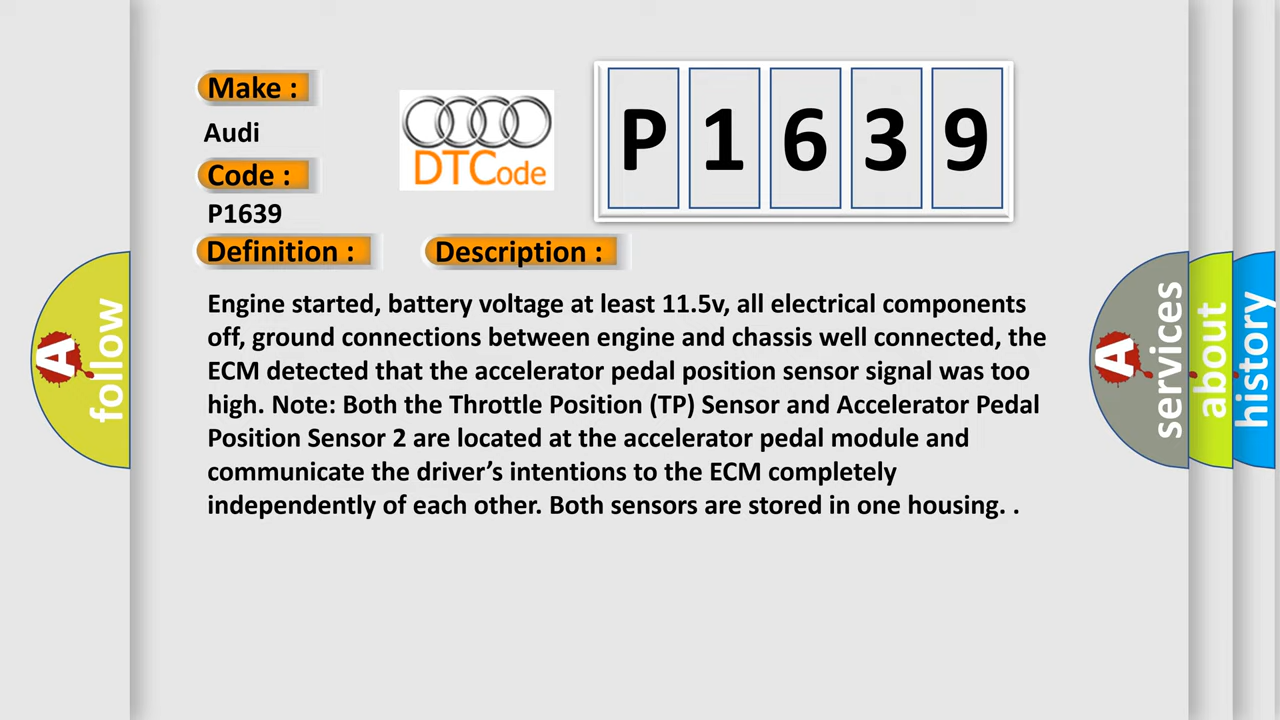 Make :
Audi
Code :
P1639
DTCode
P1639
Definition :
Description :
Engine started, battery voltage at least 11.5v, all electrical components
off, ground connections between engine and chassis well connected, the
ECM detected that the accelerator pedal position sensor signal was too
high. Note: Both the Throttle Position (TP) Sensor and Accelerator Pedal
Position Sensor 2 are located at the accelerator pedal module and
communicate the driver’s intentions to the ECM completely
independently of each other. Both sensors are stored in one housing. .
A follow
A services
about
history